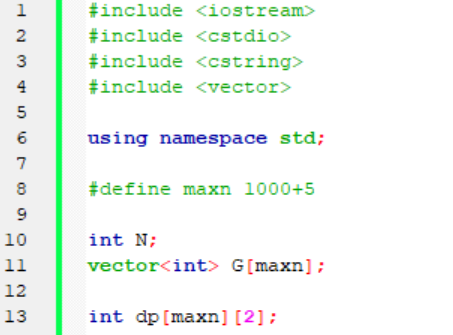 1 #include <iostream>
2 #include <cstdio>
3 #include <cstring>
4 #include <vector>
5
6 using namespace std;
7
8 #define maxn 1000+5
9
10 int N;
11 vector<int> G[maxn];
12
13 int dp[maxn][2];